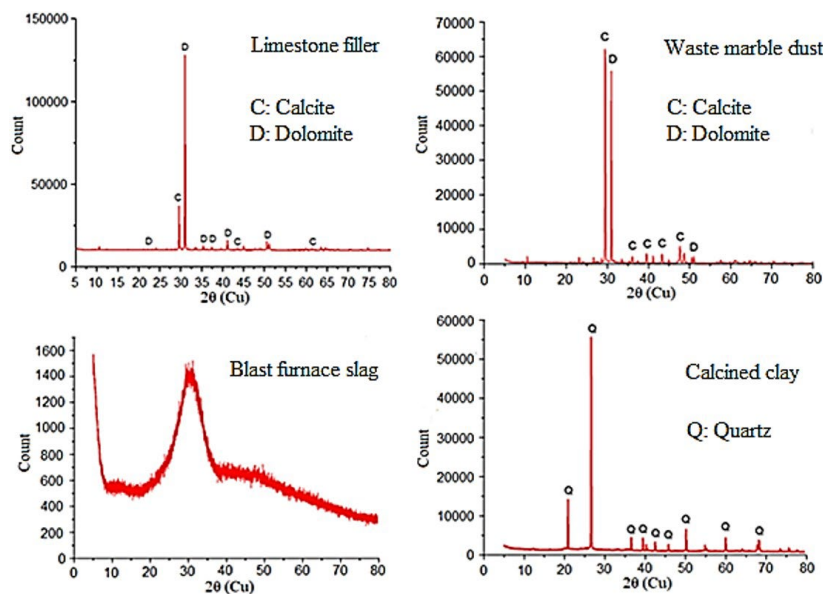 Limestone filler
C: Calcite
D: Dolomite
Count
150000
100000
50000
0
D
C
D
D
D
D
C
D
C
5 10 15 20 25 30 35 40 45 50 55 60 65 70 75 80
2θ (Cu)
Waste marble dust
C: Calcite
D: Dolomite
Count
70000
60000
50000
40000
30000
20000
10000
0
C
D
C
C
C
C
D
0 10 20 30 40 50 60 70 80
2θ (Cu)
Blast furnace slag
Count
1600
1400
1200
1000
800
600
400
200
0
0 10 20 30 40 50 60 70 80
2θ (Cu)
Calcined clay
Q: Quartz
Count
60000
50000
40000
30000
20000
10000
0
Q
Q
Q
Q
Q
Q
Q
Q
Q
0 10 20 30 40 50 60 70 80
2θ (Cu)